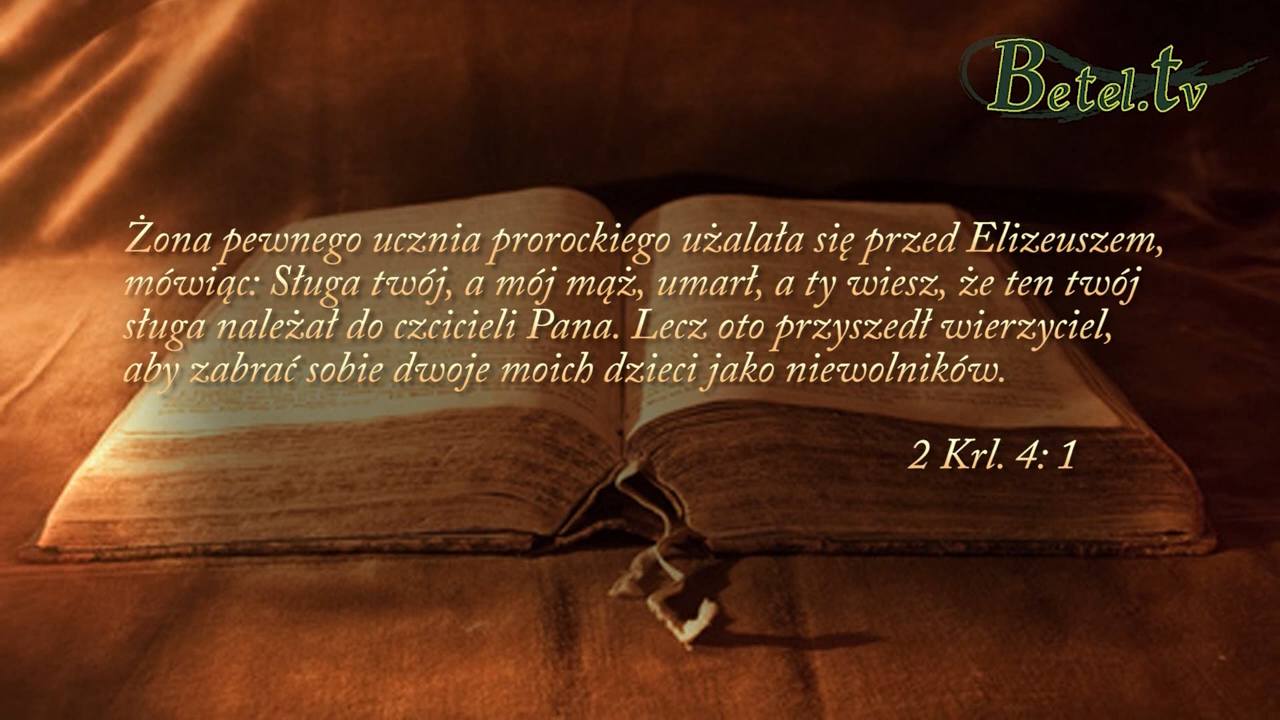 Betel.tv
Żona pewnego ucznia prorockiego użalała się przed Elizeuszem,
mówiąc: Sługa twój, a mój mąż, umarł, a ty wiesz, że ten twój
sługa należał do czcicieli Pana. Lecz oto przyszedł wierzyciel,
aby zabrać sobie dwoje moich dzieci jako niewolników.
2 Krl. 4: 1